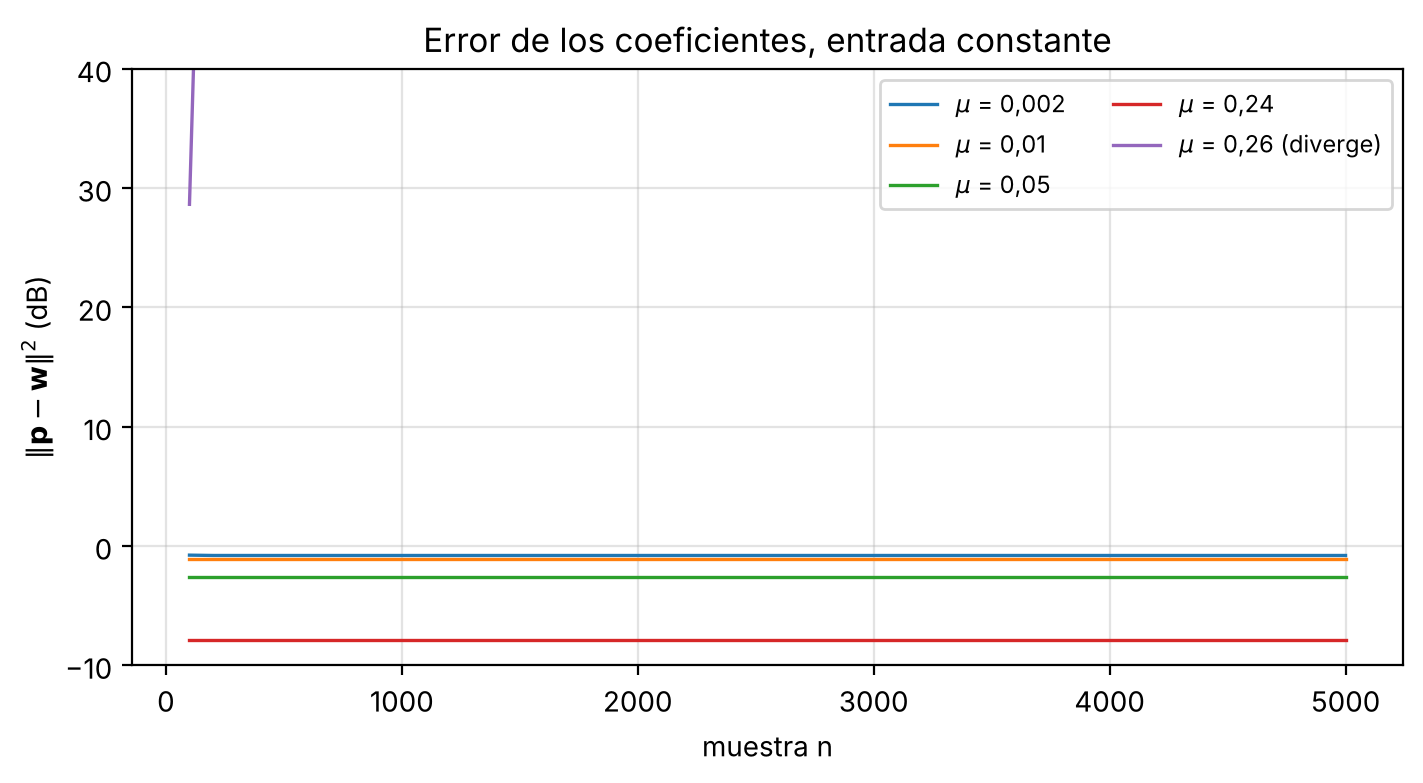 Error de los coeficientes, entrada constante
40
30
20
10
0
−10
‖p − w‖² (dB)
μ = 0,002
μ = 0,01
μ = 0,05
μ = 0,24
μ = 0,26 (diverge)
0 1000 2000 3000 4000 5000
muestra n